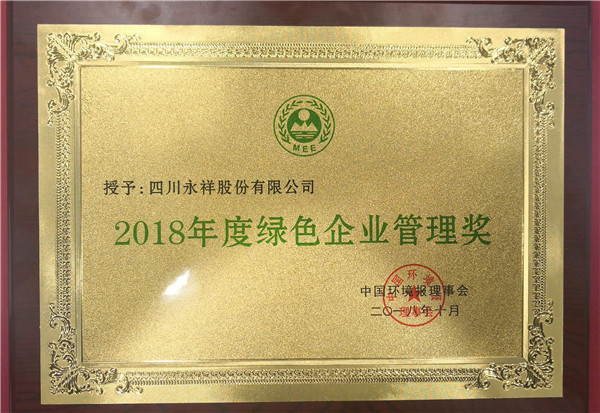 MEE
授予：四川永祥股份有限公司
2018年度绿色企业管理奖
中国环境报理事会
二〇一八年十月